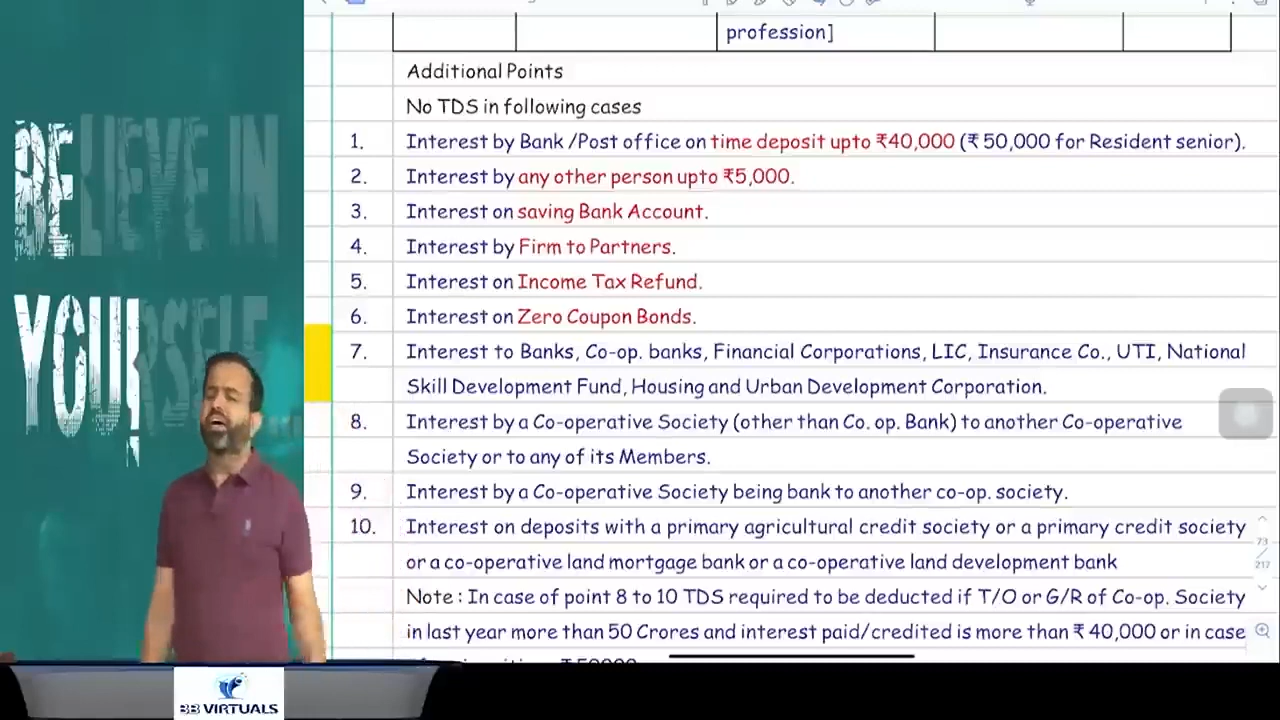 BELIEVE IN
YOURSELF
profession]
Additional Points
No TDS in following cases
1. Interest by Bank /Post office on time deposit upto ₹40,000 (₹ 50,000 for Resident senior).
2. Interest by any other person upto ₹5,000.
3. Interest on saving Bank Account.
4. Interest by Firm to Partners.
5. Interest on Income Tax Refund.
6. Interest on Zero Coupon Bonds.
7. Interest to Banks, Co-op. banks, Financial Corporations, LIC, Insurance Co., UTI, National
Skill Development Fund, Housing and Urban Development Corporation.
8. Interest by a Co-operative Society (other than Co. op. Bank) to another Co-operative
Society or to any of its Members.
9. Interest by a Co-operative Society being bank to another co-op. society.
10. Interest on deposits with a primary agricultural credit society or a primary credit society
or a co-operative land mortgage bank or a co-operative land development bank
Note : In case of point 8 to 10 TDS required to be deducted if T/O or G/R of Co-op. Society
in last year more than 50 Crores and interest paid/credited is more than ₹ 40,000 or in case
73
217
BB VIRTUALS